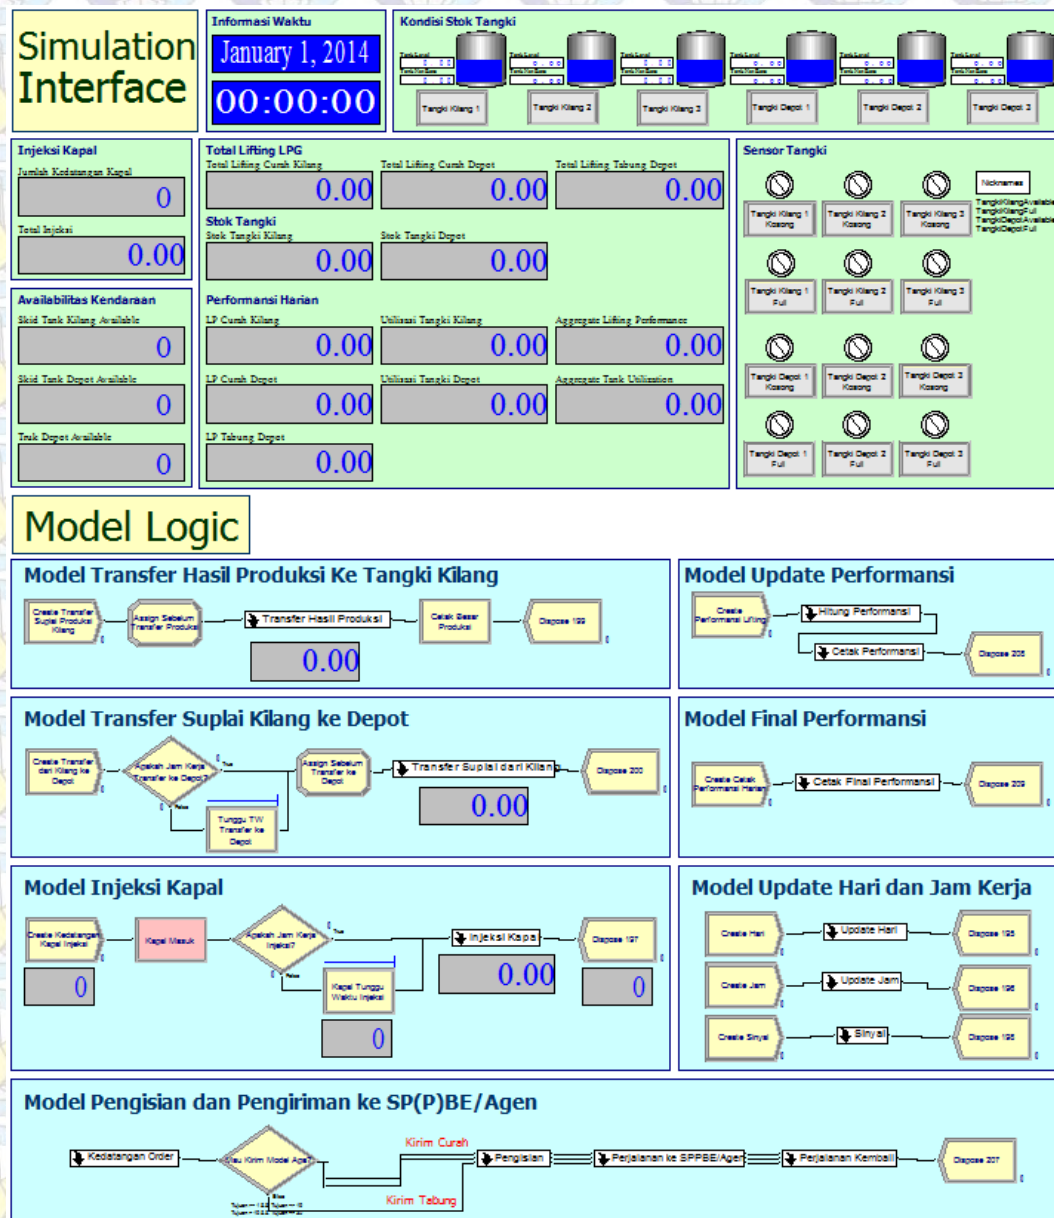 Simulation
Interface
Informasi Waktu
January 1, 2014
00:00:00
Kondisi Stok Tangki
Tangki Kilang 1
Tangki Kilang 2
Tangki Kilang 3
Tangki Depot 1
Tangki Depot 2
Tangki Depot 3
Injeksi Kapal
Jumlah Kedatangan Kapal
0
Total Injeksi
0.00
Total Lifting LPG
Total Lifting Curah Kilang
Total Lifting Curah Depot
Total Lifting Tabung Depot
0.00
0.00
0.00
Stok Tangki
Stok Tangki Kilang
Stok Tangki Depot
0.00
0.00
Sensor Tangki
Nicknames
TangkiKilangAvailable
TangkiKilangFull
TangkiDepotAvailable
TangkiDepotFull
Tangki Kilang 1
Kosong
Tangki Kilang 2
Kosong
Tangki Kilang 3
Kosong
Tangki Kilang 1
Full
Tangki Kilang 2
Full
Tangki Kilang 3
Full
Tangki Depot 1
Kosong
Tangki Depot 2
Kosong
Tangki Depot 3
Kosong
Tangki Depot 1
Full
Tangki Depot 2
Full
Tangki Depot 3
Full
Availabilitas Kendaraan
Skid Tank Kilang Available
0
Skid Tank Depot Available
0
Truk Depot Available
0
Performansi Harian
LP Curah Kilang
Utilisasi Tangki Kilang
Aggregate Lifting Performance
0.00
0.00
0.00
LP Curah Depot
Utilisasi Tangki Depot
Aggregate Tank Utilization
0.00
0.00
0.00
LP Tabung Depot
0.00
Model Logic
Model Transfer Hasil Produksi Ke Tangki Kilang
Create Transfer
Suplai Produksi
Kilang
Assign Sebelum
Transfer Produksi
Transfer Hasil Produksi
Cetak Besar
Produksi
Dispose 199
0.00
Model Update Performansi
Create
Performansi Lifting
Hitung Performansi
Cetak Performansi
Dispose 208
Model Transfer Suplai Kilang ke Depot
Create Transfer
dari Kilang ke
Depot
Apakah Jam Kerja
Transfer ke Depot?
True
False
Tunggu TW
Transfer ke
Depot
Assign Sebelum
Transfer ke
Depot
Transfer Suplai dari Kilang
Dispose 200
0.00
Model Final Performansi
Create Cetak
Performansi Harian
Cetak Final Performansi
Dispose 209
Model Injeksi Kapal
Create Kedatangan
Kapal Injeksi
0
Kapal Masuk
Apakah Jam Kerja
Injeksi?
True
False
Kapal Tunggu
Waktu Injeksi
0
Injeksi Kapal
0.00
Dispose 197
0
Model Update Hari dan Jam Kerja
Create Hari
Update Hari
Dispose 195
Create Jam
Update Jam
Dispose 196
Create Sinyal
Sinyal
Dispose 198
Model Pengisian dan Pengiriman ke SP(P)BE/Agen
Kedatangan Order
Mau Kirim Model Apa?
Else
Kirim Curah
Kirim Tabung
Pengisian
Perjalanan ke SPPBE/Agen
Perjalanan Kembali
Dispose 207